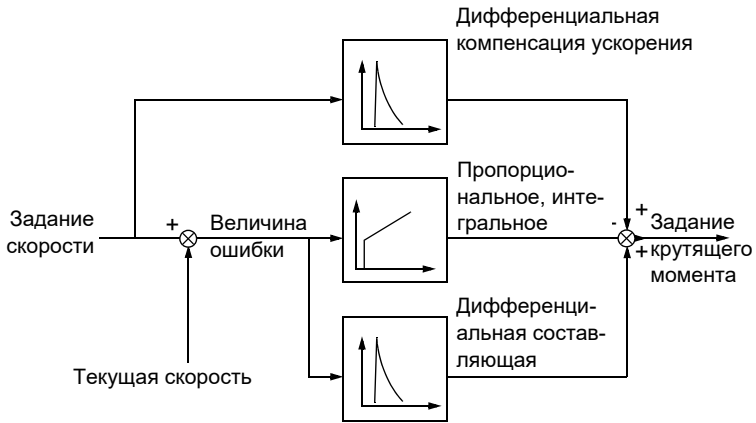 Дифференциальная
компенсация ускорения
Пропорцио-
нальное, инте-
гральное
Задание
скорости
+
Величина
ошибки
-
+
+
Задание
крутящего
момента
Дифференци-
альная состав-
ляющая
Текущая скорость